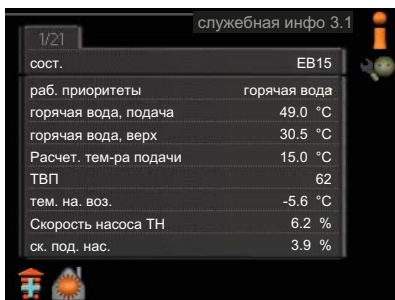 служебная инфо 3.1
1/21
сост. EB15
раб. приоритеты горячая вода
горячая вода, подача 49.0 °C
горячая вода, верх 30.5 °C
Расчет. тем-ра подачи 15.0 °C
ТВП 62
тем. на. воз. -5.6 °C
Скорость насоса ТН 6.2 %
ск. под. нас. 3.9 %